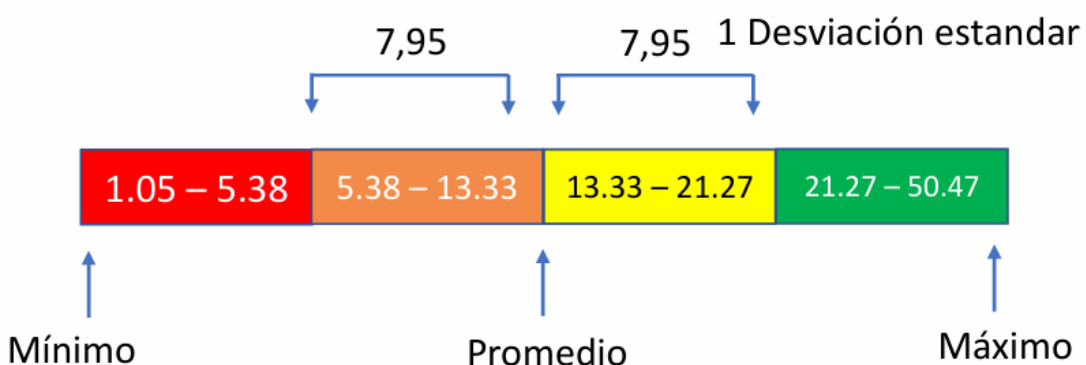 7,95
7,95
1 Desviación estandar
1.05 – 5.38
5.38 – 13.33
13.33 – 21.27
21.27 – 50.47
Mínimo
Promedio
Máximo